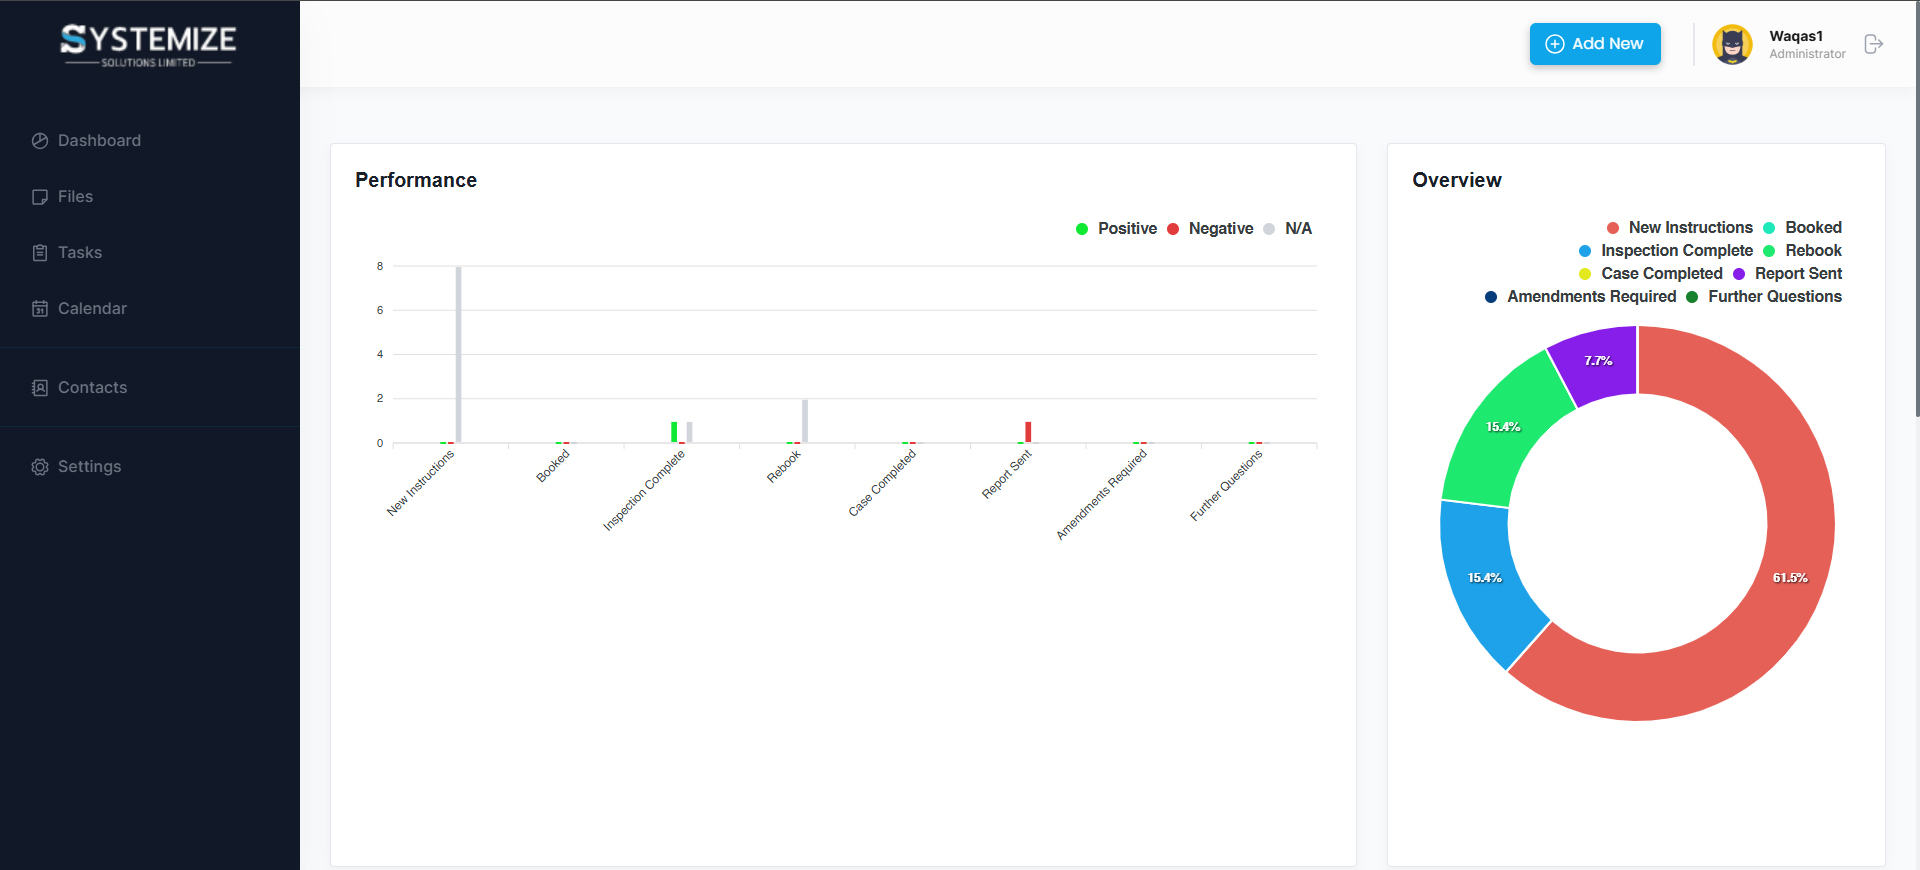 SYSTEMIZE
SOLUTIONS LIMITED
Dashboard
Files
Tasks
Calendar
31
Contacts
Settings
Add New
Waqas1
Administrator
Performance
Positive Negative N/A
8
6
4
2
0
New Instructions
Booked
Inspection Complete
Rebook
Case Completed
Report Sent
Amendments Required
Further Questions
Overview
New Instructions Booked
Inspection Complete Rebook
Case Completed Report Sent
Amendments Required Further Questions
7.7%
15.4%
15.4%
61.5%